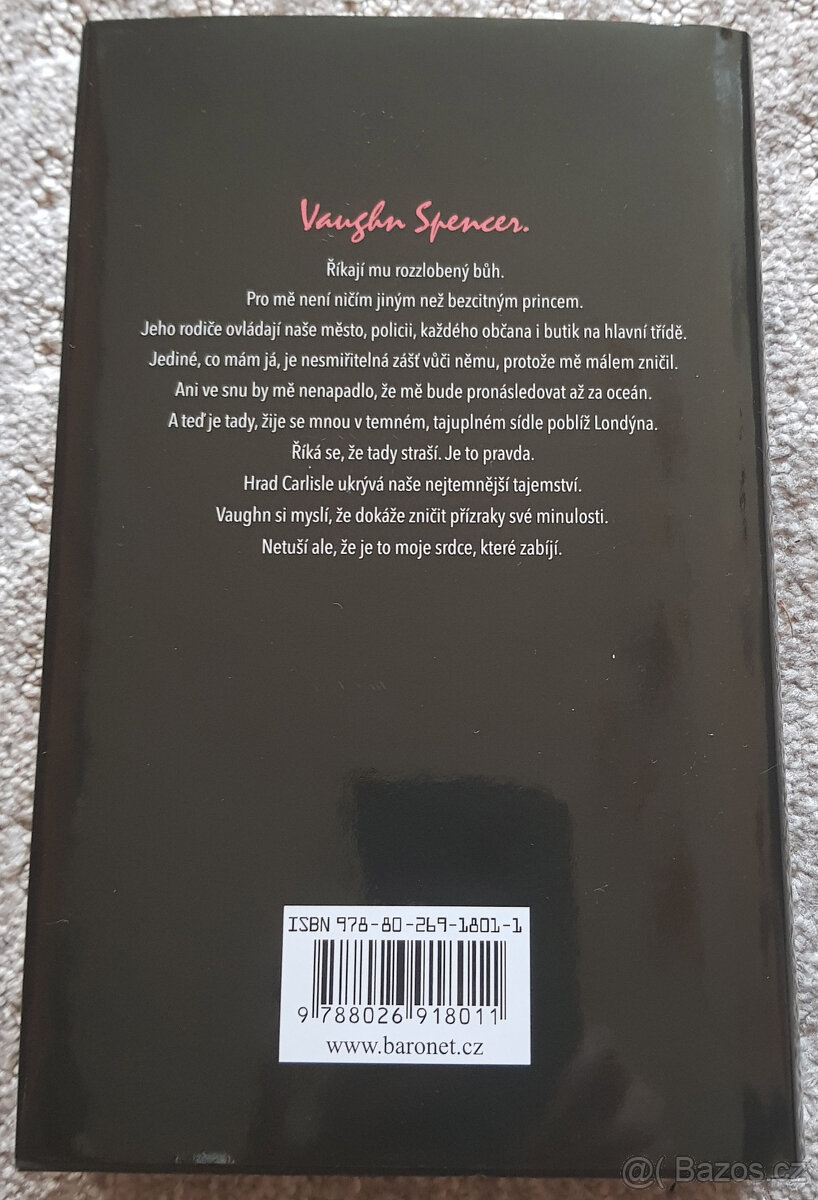 Vaughn Spencer.
Říkají mu rozzlobený bůh.
Pro mě není ničím jiným než bezcitným princem.
Jeho rodiče ovládají naše město, policii, každého občana i butik na hlavní třídě.
Jediné, co mám já, je nesmiřitelná zášť vůči němu, protože mě málem zničil.
Ani ve snu by mě nenapadlo, že mě bude pronásledovat až za oceán.
A teď je tady, žije se mnou v temném, tajuplném sídle poblíž Londýna.
Říká se, že tady straší. Je to pravda.
Hrad Carlisle ukrývá naše nejtemnější tajemství.
Vaughn si myslí, že dokáže zničit přízraky své minulosti.
Netuší ale, že je to moje srdce, které zabíjí.
ISBN 978-80-269-1801-1
9 788026 918011
www.baronet.cz
@( Bazos.cz